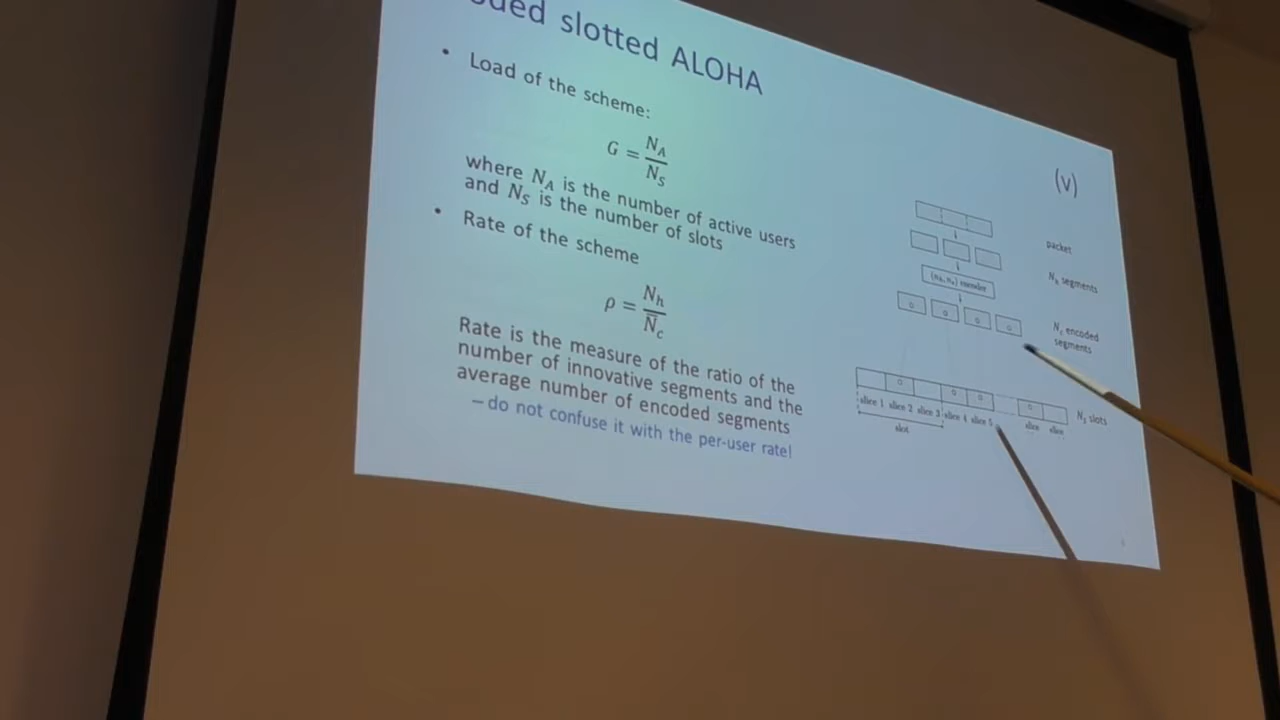 slotted ALOHA
• Load of the scheme:
G = N_A / N_S
where N_A is the number of active users
and N_S is the number of slots
• Rate of the scheme
ρ = N_h / N̄_c
Rate is the measure of the ratio of the
number of innovative segments and the
average number of encoded segments
– do not confuse it with the per-user rate!
(v)
packet
N_h segments
encoder
N_c encoded
segments
slice 1 slice 2 slice 3 slice 4 slice 5 slice slice
slot
N_s slots